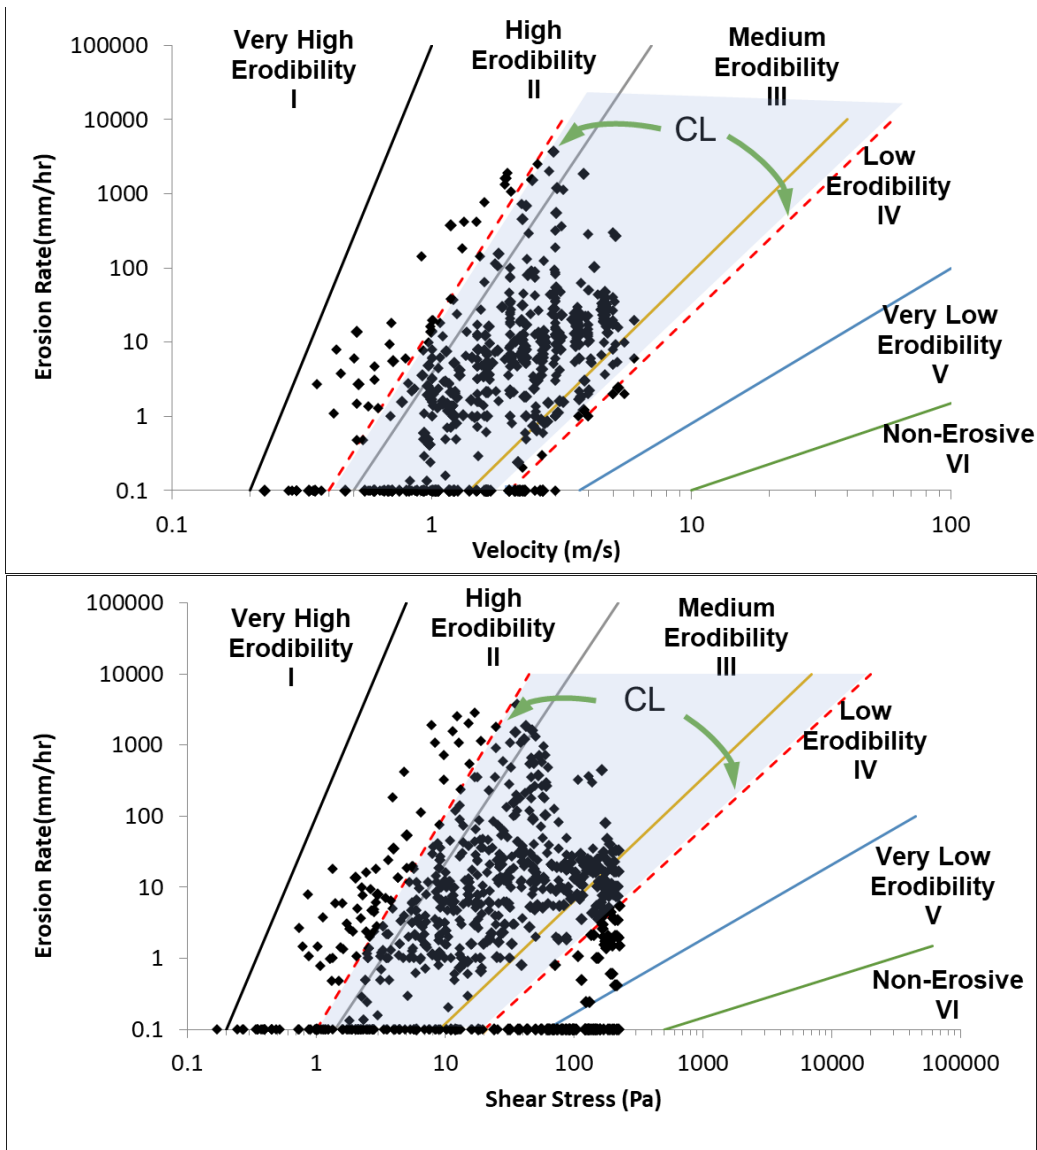 Very High
Erodibility
I
High
Erodibility
II
Medium
Erodibility
III
CL
Low
Erodibility
IV
Very Low
Erodibility
V
Non-Erosive
VI
100000
10000
1000
100
10
1
0.1
Erosion Rate(mm/hr)
0.1 1 10 100
Velocity (m/s)
Very High
Erodibility
I
High
Erodibility
II
Medium
Erodibility
III
CL
Low
Erodibility
IV
Very Low
Erodibility
V
Non-Erosive
VI
100000
10000
1000
100
10
1
0.1
Erosion Rate(mm/hr)
0.1 1 10 100 1000 10000 100000
Shear Stress (Pa)